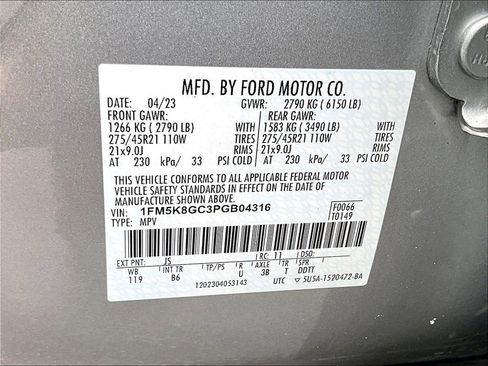 MFD. BY FORD MOTOR CO.
DATE: 04/23 GVWR: 2790 KG ( 6150 LB)
FRONT GAWR: REAR GAWR:
1266 KG ( 2790 LB) WITH 1583 KG ( 3490 LB) WITH
275/45R21 110W TIRES 275/45R21 110W TIRES
21x9.0J RIMS 21x9.0J RIMS
AT 230 kPa/ 33 PSI COLD AT 230 kPa/ 33 PSI COLD
THIS VEHICLE CONFORMS TO ALL APPLICABLE FEDERAL MOTOR
VEHICLE SAFETY STANDARDS IN EFFECT ON THE DATE OF
MANUFACTURE SHOWN ABOVE.
VIN: 1FM5K8GC3PGB04316 F0066
TYPE: MPV T0149
EXT PNT: JS RC: 11 DSO:
WB INT TR TP/PS R AXLE TR SPR
119 B6 U 3B T DDTT
1202304053143 UTC 5U5A-1520472-BA